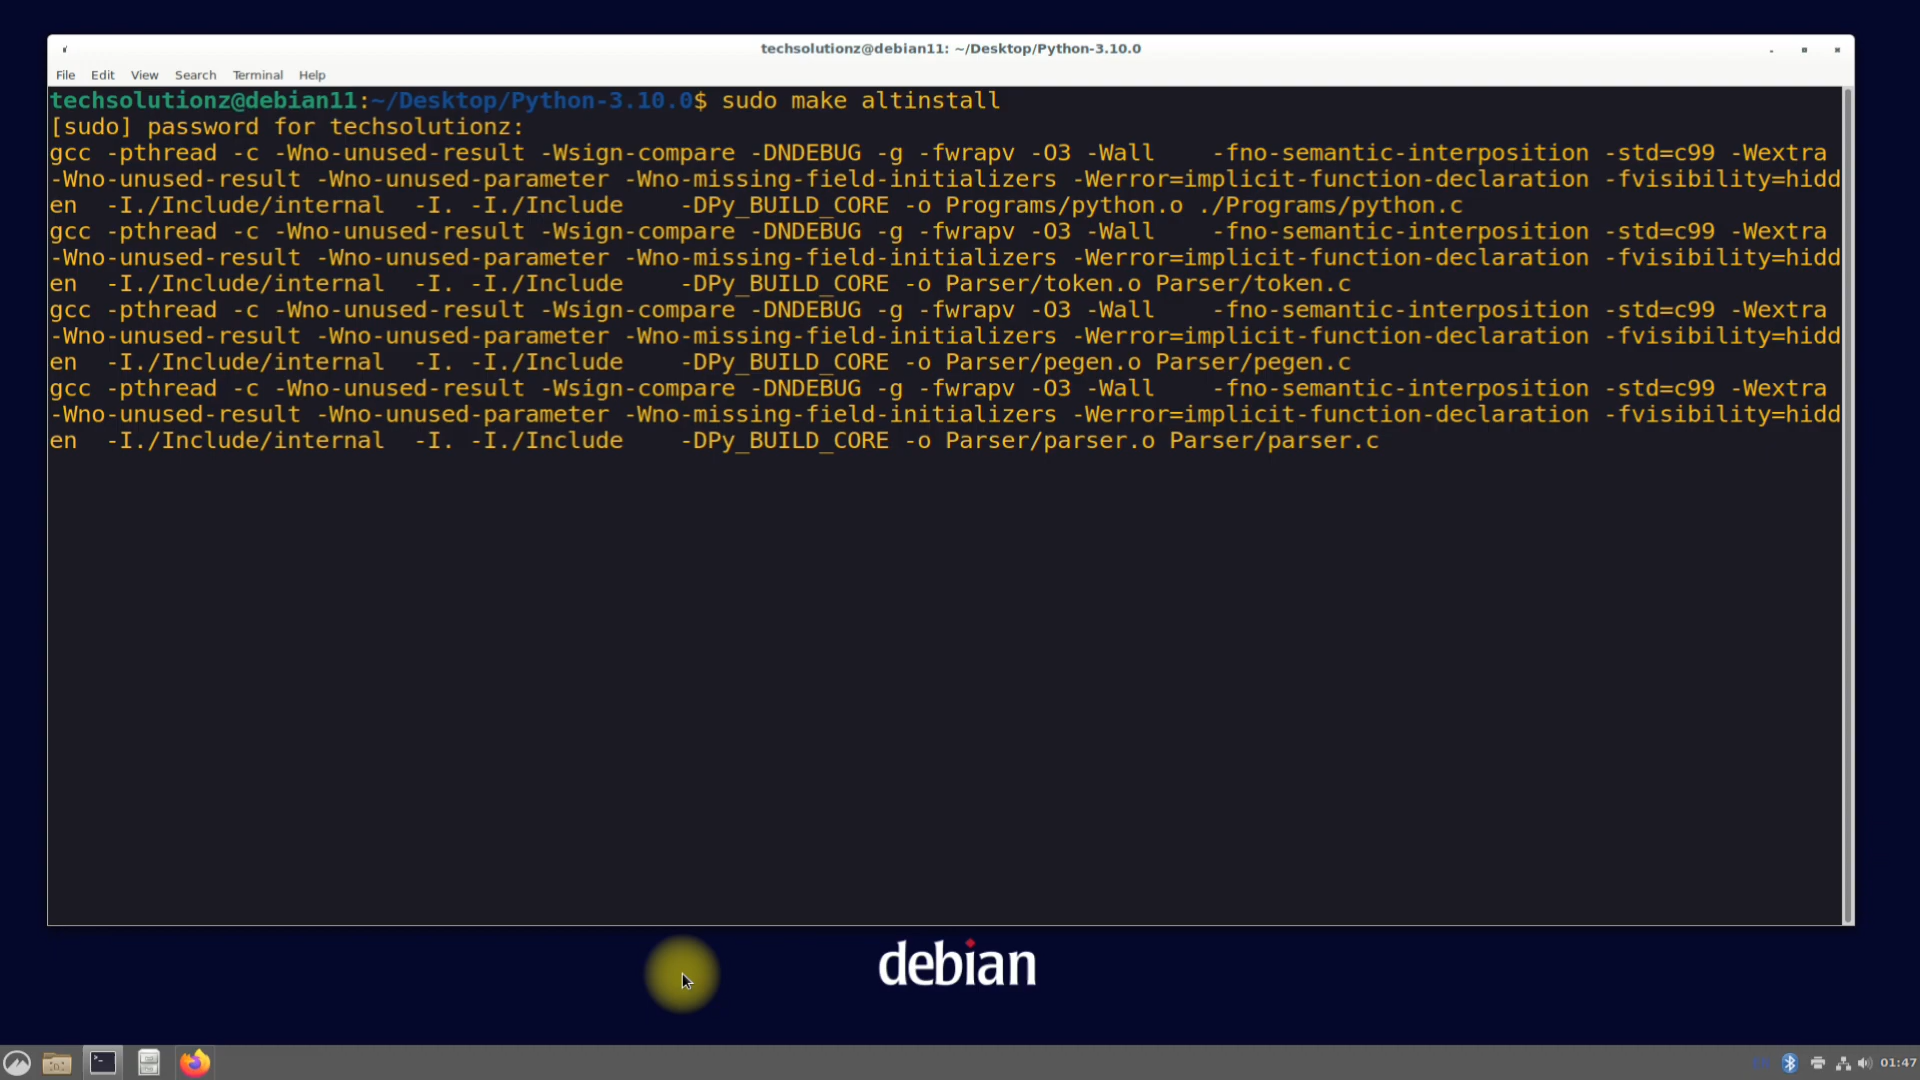 techsolutionz@debian11: ~/Desktop/Python-3.10.0
File Edit View Search Terminal Help
techsolutionz@debian11:~/Desktop/Python-3.10.0$ sudo make altinstall
[sudo] password for techsolutionz:
gcc -pthread -c -Wno-unused-result -Wsign-compare -DNDEBUG -g -fwrapv -O3 -Wall    -fno-semantic-interposition -std=c99 -Wextra
-Wno-unused-result -Wno-unused-parameter -Wno-missing-field-initializers -Werror=implicit-function-declaration -fvisibility=hidd
en  -I./Include/internal  -I. -I./Include    -DPy_BUILD_CORE -o Programs/python.o ./Programs/python.c
gcc -pthread -c -Wno-unused-result -Wsign-compare -DNDEBUG -g -fwrapv -O3 -Wall    -fno-semantic-interposition -std=c99 -Wextra
-Wno-unused-result -Wno-unused-parameter -Wno-missing-field-initializers -Werror=implicit-function-declaration -fvisibility=hidd
en  -I./Include/internal  -I. -I./Include    -DPy_BUILD_CORE -o Parser/token.o Parser/token.c
gcc -pthread -c -Wno-unused-result -Wsign-compare -DNDEBUG -g -fwrapv -O3 -Wall    -fno-semantic-interposition -std=c99 -Wextra
-Wno-unused-result -Wno-unused-parameter -Wno-missing-field-initializers -Werror=implicit-function-declaration -fvisibility=hidd
en  -I./Include/internal  -I. -I./Include    -DPy_BUILD_CORE -o Parser/pegen.o Parser/pegen.c
gcc -pthread -c -Wno-unused-result -Wsign-compare -DNDEBUG -g -fwrapv -O3 -Wall    -fno-semantic-interposition -std=c99 -Wextra
-Wno-unused-result -Wno-unused-parameter -Wno-missing-field-initializers -Werror=implicit-function-declaration -fvisibility=hidd
en  -I./Include/internal  -I. -I./Include    -DPy_BUILD_CORE -o Parser/parser.o Parser/parser.c
debian
01:47